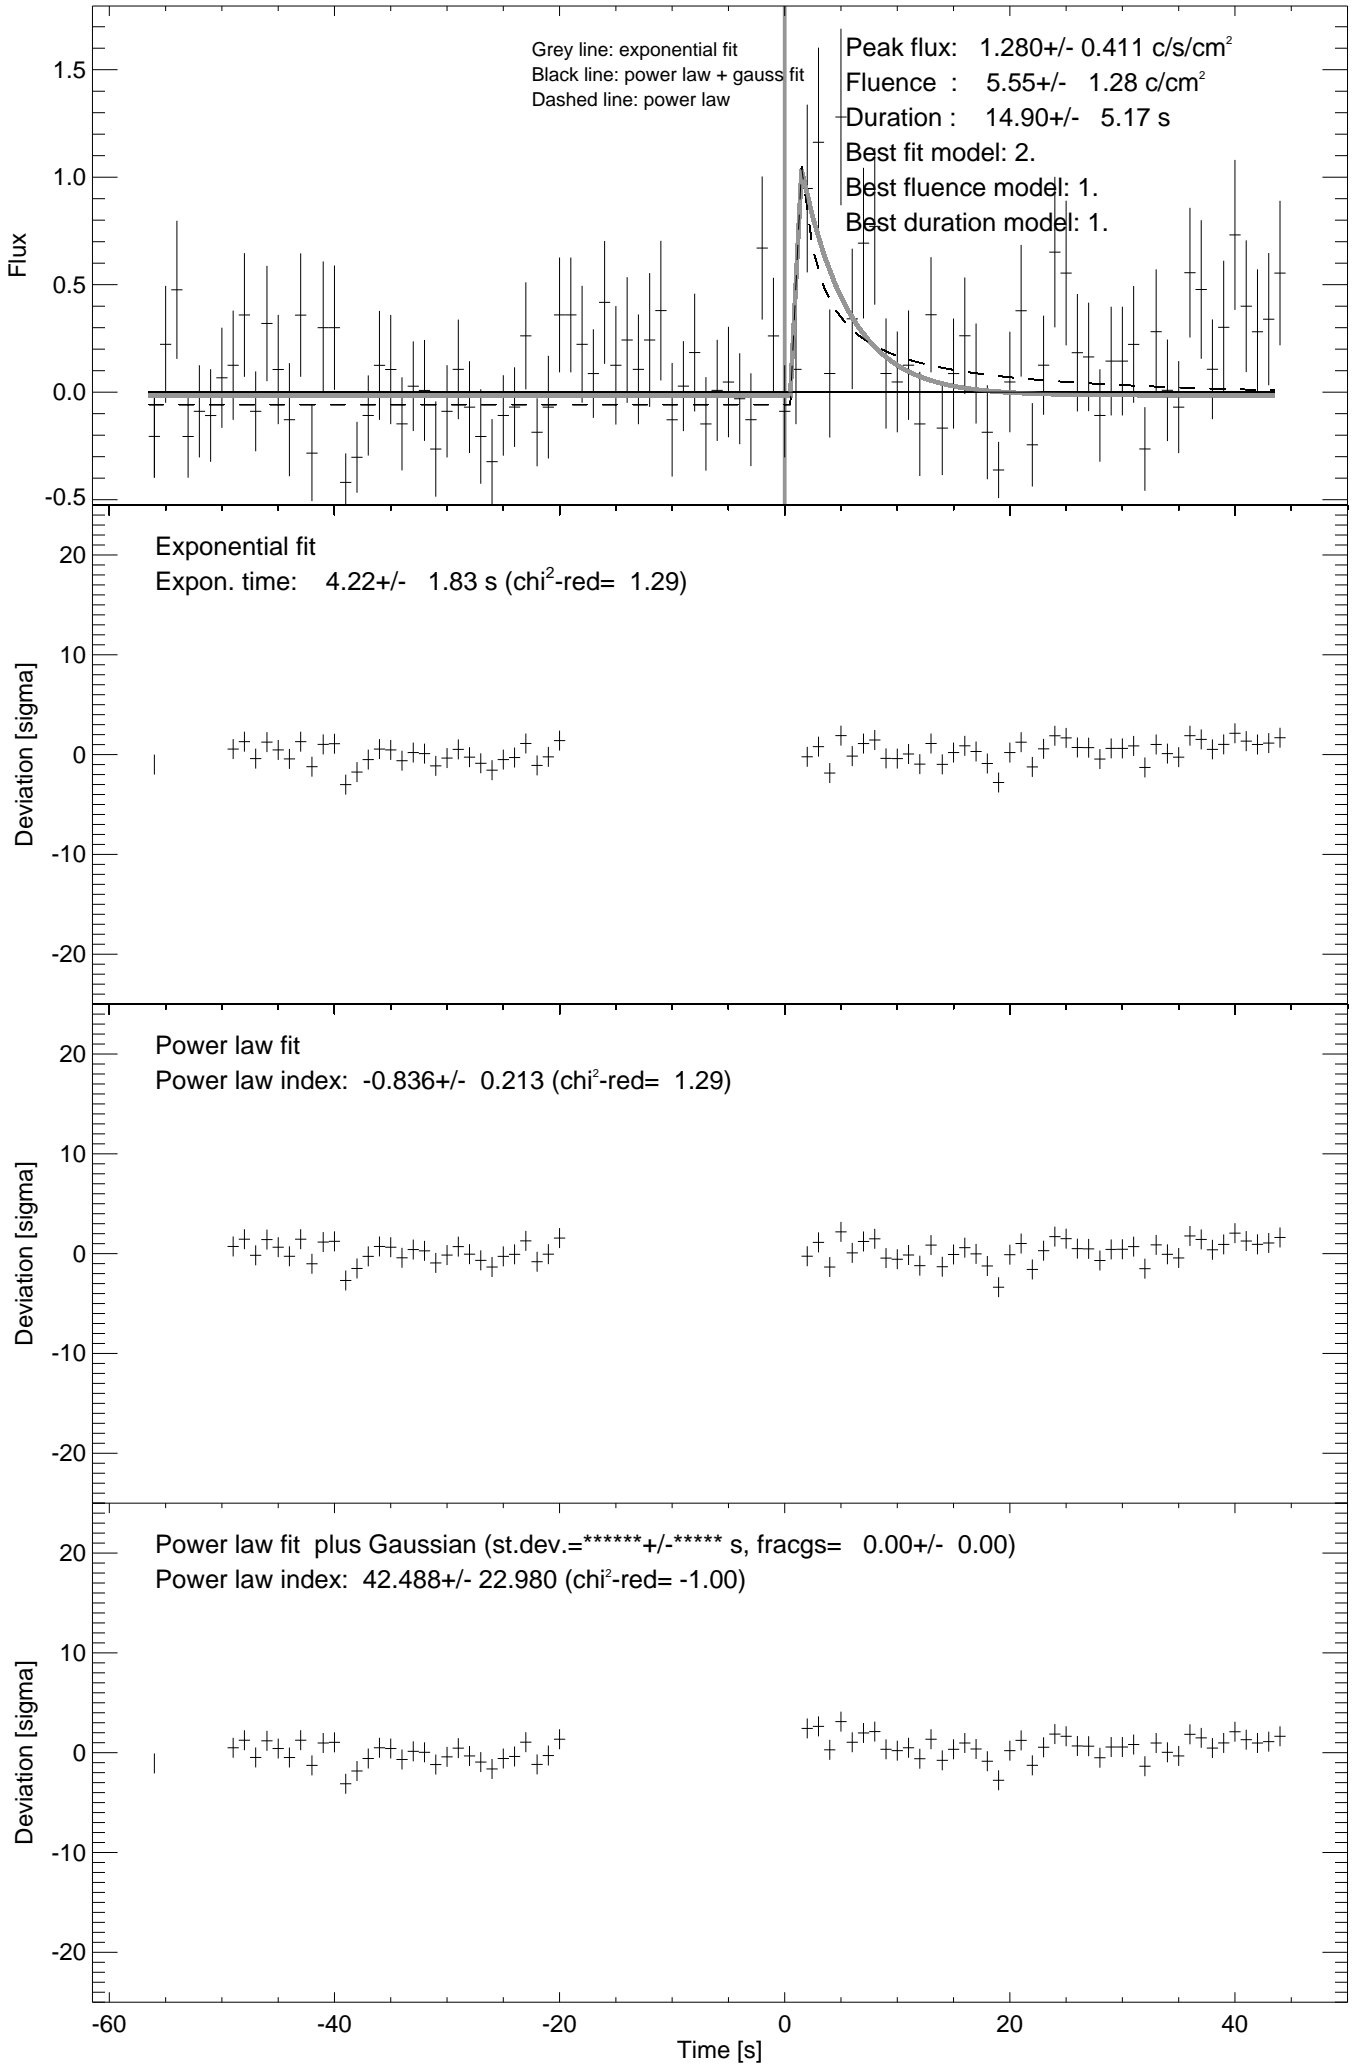 Grey line: exponential fit
Black line: power law + gauss fit
Dashed line: power law
Peak flux: 1.280+/- 0.411 c/s/cm²
Fluence : 5.55+/- 1.28 c/cm²
Duration : 14.90+/- 5.17 s
Best fit model: 2.
Best fluence model: 1.
Best duration model: 1.
1.5
1.0
0.5
0.0
-0.5
Flux
Exponential fit
Expon. time: 4.22+/- 1.83 s (chi²-red= 1.29)
20
10
0
-10
-20
Deviation [sigma]
Power law fit
Power law index: -0.836+/- 0.213 (chi²-red= 1.29)
20
10
0
-10
-20
Deviation [sigma]
Power law fit plus Gaussian (st.dev.=******+/-***** s, fracgs= 0.00+/- 0.00)
Power law index: 42.488+/- 22.980 (chi²-red= -1.00)
20
10
0
-10
-20
Deviation [sigma]
-60 -40 -20 0 20 40
Time [s]